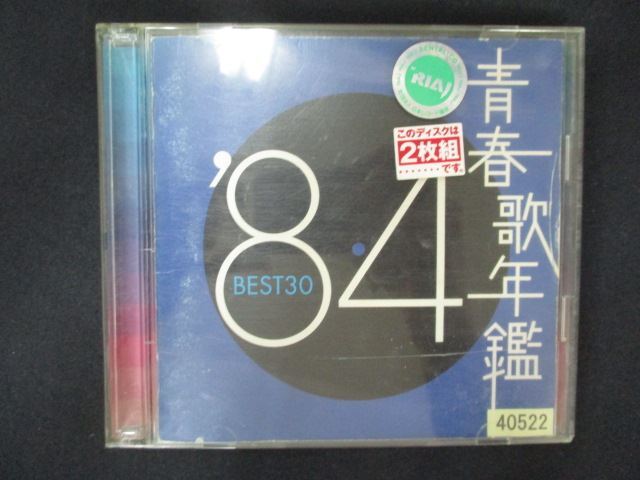 RIAJ
このディスクは
2枚組
.......です。
青春歌年鑑
'84
BEST30
40522